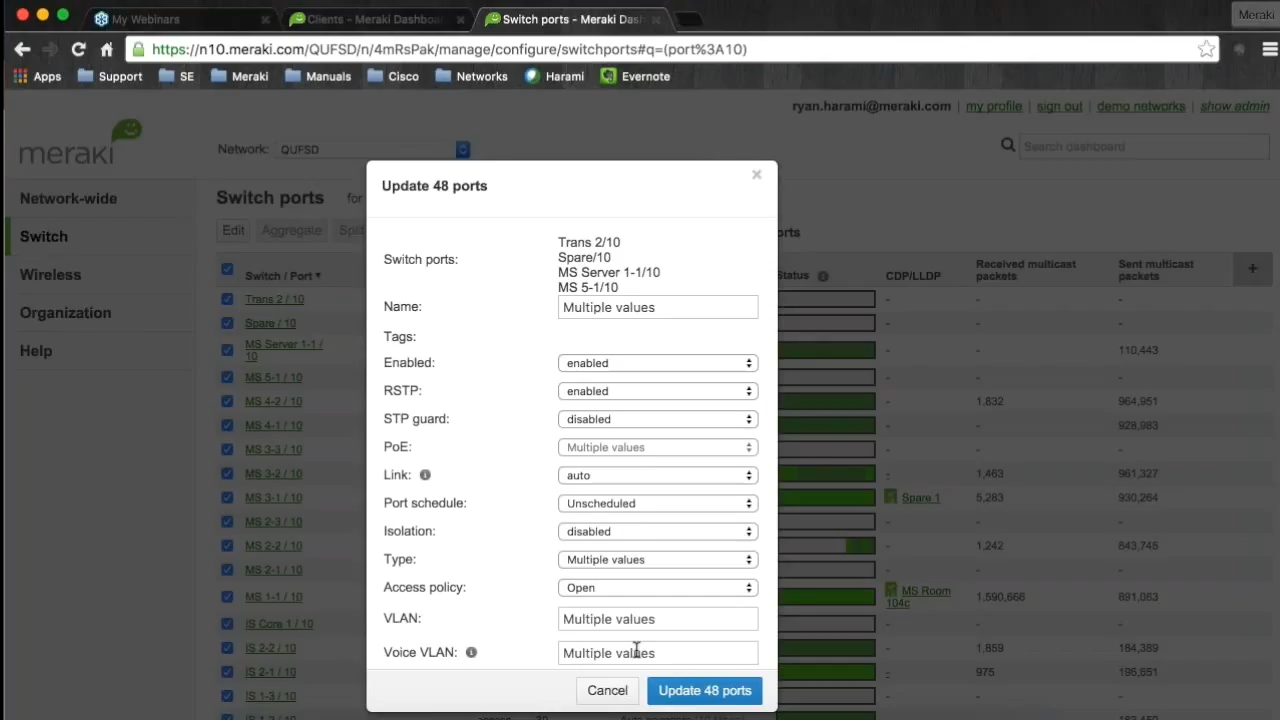 My Webinars
Clients – Meraki Dashboa
Switch ports – Meraki Das
Meraki
https://n10.meraki.com/QUFSD/n/4mRsPak/manage/configure/switchports#q=(port%3A10)
Apps Support SE Meraki Manuals Cisco Networks Harami Evernote
ryan.harami@meraki.com | my profile | sign out | demo networks | show admin
meraki
Network: QUFSD
Search dashboard
Network-wide
Switch
Wireless
Organization
Help
Switch ports for
Edit Aggregate Split
orts
Switch / Port ▾
Status
CDP/LLDP
Received multicast packets
Sent multicast packets
+
Trans 2 / 10 - - -
Spare / 10 - - -
MS Server 1-1 / 10 - - 110,443
MS 5-1 / 10 - - -
MS 4-2 / 10 - 1,832 964,951
MS 4-1 / 10 - - 928,983
MS 3-3 / 10 - - -
MS 3-2 / 10 - 1,463 961,327
MS 3-1 / 10 Spare 1 5,283 930,264
MS 2-3 / 10 - - -
MS 2-2 / 10 - 1,242 843,745
MS 2-1 / 10 - - -
MS 1-1 / 10 MS Room 104c 1,590,666 891,063
IS Core 1 / 10 - - -
IS 2-2 / 10 - 1,859 184,389
IS 2-1 / 10 - 975 195,651
IS 1-3 / 10 - - -
Update 48 ports
×
Switch ports:
Trans 2/10
Spare/10
MS Server 1-1/10
MS 5-1/10
Name: Multiple values
Tags:
Enabled: enabled
RSTP: enabled
STP guard: disabled
PoE: Multiple values
Link: auto
Port schedule: Unscheduled
Isolation: disabled
Type: Multiple values
Access policy: Open
VLAN: Multiple values
Voice VLAN: Multiple values
Cancel Update 48 ports